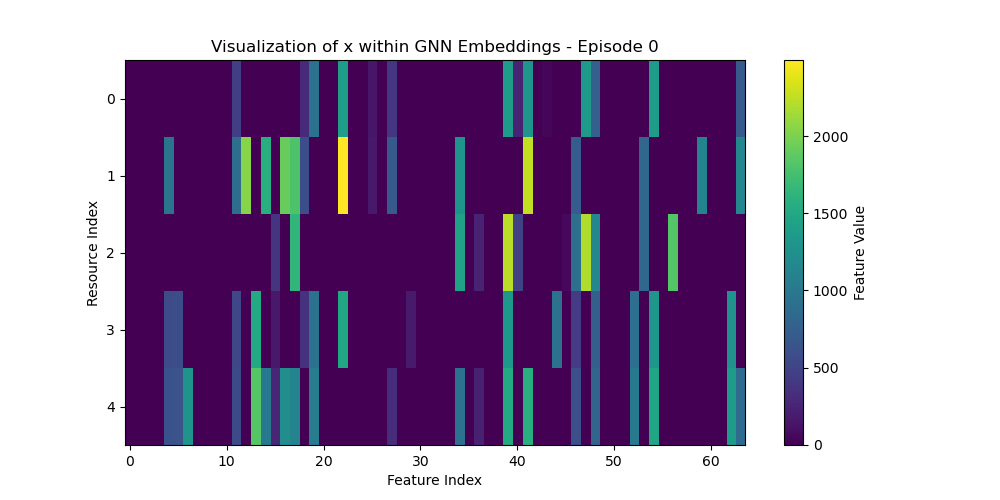 Visualization of x within GNN Embeddings - Episode 0
Resource Index
0
1
2
3
4
0 10 20 30 40 50 60
Feature Index
2000
1500
1000
500
0
Feature Value